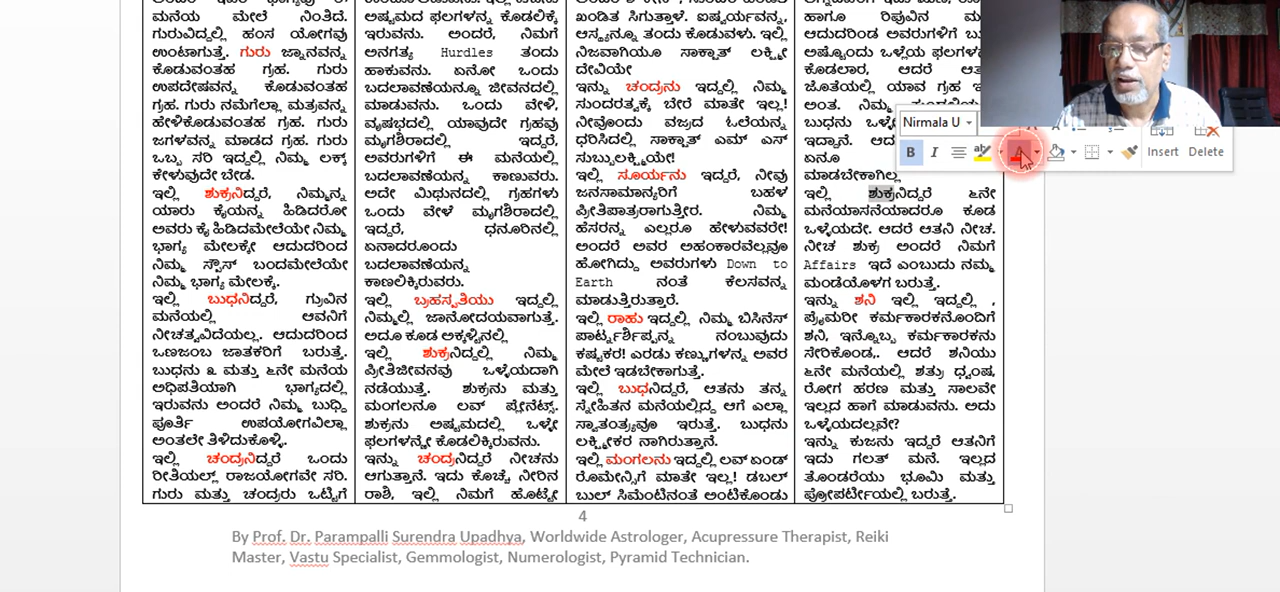 ಮನೆಯ ಮೇಲೆ ನಿಂತಿದೆ.
ಗುರುವಿದ್ದಲ್ಲಿ ಹಂಸ ಯೋಗವು
ಉಂಟಾಗುತ್ತೆ. ಗುರು ಜ್ನಾನವನ್ನ
ಕೊಡುವಂತಹ ಗ್ರಹ. ಗುರು
ಉಪದೇಷವನ್ನ ಕೊಡುವಂತಹ
ಗ್ರಹ. ಗುರು ನಮಗೆಲ್ಲಾ ಮತ್ರವನ್ನ
ಹೇಳಿಕೊಡುವಂತಹ ಗ್ರಹ. ಗುರು
ಜಗಳವನ್ನು ಮಾಡದ ಗ್ರಹ. ಗುರು
ಒಬ್ಬ ಸರಿ ಇದ್ದಲ್ಲಿ ನಿಮ್ಮ ಲಕ್ಕ್
ಕೇಳುವುದೇ ಬೇಡ.
ಇಲ್ಲಿ ಶುಕ್ರನಿದ್ದರೆ, ನಿಮ್ಮನ್ನ
ಯಾರು ಕೈಯನ್ನು ಹಿಡಿದರೋ
ಅವರು ಕೈ ಹಿಡಿದಮೇಲೆಯೇ ನಿಮ್ಮ
ಭಾಗ್ಯ ಮೇಲಕ್ಕೇ ಆದುದರಿಂದ
ನಿಮ್ಮ ಸ್ಪೌಸ್ ಬಂದಮೇಲೆಯೇ
ನಿಮ್ಮ ಭಾಗ್ಯ ಮೇಲಕ್ಕೆ.
ಇಲ್ಲಿ ಬುಧನಿದ್ದರೆ, ಗ್ರುವಿನ
ಮನೆಯಲ್ಲಿ ಆವನಿಗೆ
ನೀಚತ್ವವಿದೆಯಲ್ಲ. ಆದುದರಿಂದ
ಒಣಜಂಬ ಜಾತಕರಿಗೆ ಬರುತ್ತೆ.
ಬುಧನು ೩ ಮತ್ತು ೬ನೇ ಮನೆಯ
ಅಧಿಪತಿಯಾಗಿ ಭಾಗ್ಯದಲ್ಲಿ
ಇರುವನು ಅಂದರೆ ನಿಮ್ಮ ಬುಧ್ಧಿ
ಪೂರ್ತಿ ಉಪಯೋಗವಿಲ್ಲಾ
ಅಂತಲೇ ತಿಳಿದುಕೊಳ್ಳಿ.
ಇಲ್ಲಿ ಚಂದ್ರನಿದ್ದರೆ ಒಂದು
ರೀತಿಯಲ್ಲ್ ರಾಜಯೋಗವೇ ಸರಿ.
ಗುರು ಮತ್ತು ಚಂದ್ರರು ಒಟ್ಟಿಗೆ
ಅಷ್ಯಮದ ಫಲಗಳನ್ನ ಕೊಡಲಿಕ್ಕೆ
ಇರುವನು. ಅಂದರೆ, ನಿಮಗೆ
ಅನಗತ್ಯ Hurdles ತಂದು
ಹಾಕುವನು. ಏನೋ ಒಂದು
ಬದಲಾವಣೆಯನ್ನೂ ಜೀವನದಲ್ಲಿ
ಮಾಡುವನು. ಒಂದು ವೇಳೆ,
ವೃಷಭ್ದದಲ್ಲಿ ಯಾವುದೇ ಗ್ರಹವು
ಮೃಗಶಿರಾದಲ್ಲಿ ಇದ್ದರೆ,
ಅವರುಗಳಿಗೆ ಈ ಮನೆಯಲ್ಲಿ
ಬದಲಾವಣೆಯನ್ನು ಕಾಣುವರು.
ಅದೇ ಮಿಥುನದಲ್ಲಿ ಗ್ರಹಗಳು
ಒಂದು ವೇಳೆ ಮೃಗಶಿರಾದಲ್ಲಿ
ಇದ್ದರೆ, ಧನೂರಿನಲ್ಲಿ
ಏನಾದರೂಂದು
ಬದಲಾವಣೆಯನ್ನ
ಕಾಣಲಿಕ್ಕಿರುವರು.
ಇಲ್ಲಿ ಬ್ರಹಸ್ಪತಿಯು ಇದ್ದಲ್ಲಿ
ನಿಮ್ಮಲ್ಲಿ ಜಾನೋದಯವಾಗುತ್ತೆ.
ಅದೂ ಕೂಡ ಅಕ್ಕಳ್ಟಿನಲ್ಲಿ
ಇಲ್ಲಿ ಶುಕ್ರನಿದ್ದಲ್ಲಿ ನಿಮ್ಮ
ಪ್ರೀತಿಜೀವನವು ಒಳ್ಳೆಯದಾಗಿ
ನಡೆಯುತ್ತೆ. ಶುಕ್ರನು ಮತ್ತು
ಮಂಗಲನೂ ಲವ್ ಪ್ಲೇನೆಟ್ಸ್.
ಶುಕ್ರನು ಅಷ್ಟಮದಲ್ಲಿ ಒಳ್ಳೇ
ಫಲಗಳನ್ನೇ ಕೊಡಲಿಕ್ಕಿರುವನು.
ಇನ್ನು ಚಂದ್ರನಿದ್ದರೆ ನೀಚನು
ಆಗುತ್ತಾನೆ. ಇದು ಕೊಚ್ಚೆ ನೀರಿನ
ರಾಶಿ, ಇಲ್ಲಿ ನಿಮಗೆ ಹೊಟ್ಟೇ
ಖಂಡಿತ ಸಿಗುತ್ತಾಳೆ. ಐಷ್ವರ್ಯವನ್ನು,
ಆಸ್ತ್ಯನ್ನೂ ತಂದು ಕೊಡುವಳು. ಇಲ್ಲಿ
ನಿಜವಾಗಿಯೂ ಸಾಕ್ಷಾತ್ ಲಕ್ಷ್ಮೀ
ದೇವಿಯೇ
ಇನ್ನು ಚಂದ್ರನು ಇದ್ದಲ್ಲಿ ನಿಮ್ಮ
ಸುಂದರತ್ವಕ್ಕೆ ಬೇರೆ ಮಾತೇ ಇಲ್ಲ!
ನೀವೊಂದು ವಜ್ರದ ಓಲೆಯನ್ನು
ಧರಿಸಿದಲ್ಲಿ ಸಾಕ್ಷಾತ್ ಎಮ್ ಎಸ್
ಸುಬ್ಬುಲಕ್ಷ್ಮಿಯೇ!
ಇಲ್ಲಿ ಸೂರ್ಯನು ಇದ್ದರೆ, ನೀವು
ಜನಸಾಮಾನ್ಯರಿಗೆ ಬಹಳ
ಪ್ರೀತಿಪಾತ್ರರಾಗುತ್ತೀರ. ನಿಮ್ಮ
ಹೆಸರನ್ನ ಎಲ್ಲರೂ ಹೇಳುವವರೇ!
ಅಂದರೆ ಅವರ ಅಹಂಕಾರವೆಲ್ಲವೂ
ಹೋಗಿದ್ದು ಅವರುಗಳು Down to
Earth ನಂತೆ ಕೆಲಸವನ್ನು
ಮಾಡುತ್ತಿರುತ್ತಾರೆ.
ಇಲ್ಲಿ ರಾಹು ಇದ್ದಲ್ಲಿ ನಿಮ್ಮ ಬಿಸಿನೆಸ್
ಪಾರ್ಟ್ನರ್ಶಿಪ್ಪನ್ನು ನಂಬುವುದು
ಕಷ್ಟಕರ! ಎರಡು ಕಣ್ಣುಗಳನ್ನು ಅವರ
ಮೇಲೆ ಇಡಬೇಕಾಗುತ್ತೆ.
ಇಲ್ಲಿ ಬುಧನಿದ್ದರೆ, ಆತನು ತನ್ನ
ಸ್ನೇಹಿತನ ಮನೆಯಲ್ಲಿದ್ದ ಆಗೆ ಎಲ್ಲಾ
ಸ್ವಾತಂತ್ರ್ಯವೂ ಇರುತ್ತೆ. ಬುಧನು
ಲಕ್ಶ್ಮೀಕರ ನಾಗಿರುತ್ತಾನೆ.
ಇಲ್ಲಿ ಮಂಗಲನು ಇದ್ದಲ್ಲಿ ಲವ್ ಏಂಡ್
ರೊಮೇನ್ಸಿಗೆ ಮಾತೇ ಇಲ್ಲ! ಡಬಲ್
ಬುಲ್ ಸಿಮೆಂಟಿನಂತೆ ಅಂಟಿಕೊಂಡು
ಹಾಗೂ ರಿಪುವಿನ
ಆದುದರಿಂಡ ಅವರುಗಳಿಗೆ
ಅಷ್ಟೊಂದು ಒಳ್ಳೆಯ ಫಲಗಳ
ಕೊಡಲಾರ, ಆದರೆ
ಜೊತೆಯಲ್ಲಿ ಯಾವ ಗ್ರಹ
ಅಂತ. ನಿಮ್ಮ
ಬುಧನು
ಇದ್ದಾನೆ.
ಏನೂ
ಮಾಡಬೇಕಾಗಿಲ್ಲ
ಇಲ್ಲಿ ಶುಕ್ರನಿದ್ದರೆ ೬ನೇ
ಮನೆಯಾಸನೆಯಾದರೂ ಕೂಡ
ಒಳ್ಳೆಯದೇ. ಆದರೆ ಆತನಿ ನೀಚ.
ನೀಚ ಶುಕ್ರ ಅಂದರೆ ನಿಮಗೆ
Affairs ಇದೆ ಎಂಬುದು ನಮ್ಮ
ಮಂಡೆಯೊಳಗ ಬರುತ್ತೆ.
ಇನ್ನು ಶನಿ ಇಲ್ಲಿ ಇದ್ದಲ್ಲಿ ,
ಪ್ರೈಮರೀ ಕರ್ಮಕಾರಕನೊಂದಿಗೆ
ಶನಿ, ಇನ್ನೊಬ್ಬ ಕರ್ಮಕಾರಕನು
ಸೇರಿಕೊಂಡ,. ಆದರೆ ಶನಿಯು
೬ನೇ ಮನೆಯಲ್ಲಿ ಶತ್ರು ಧ್ವಂಷ,
ರೋಗ ಹರಣ ಮತ್ತು ಸಾಲವೇ
ಇಲ್ಲದ ಹಾಗೆ ಮಾಡುವನು. ಅದು
ಒಳ್ಳೆಯದಲ್ಲವೇ?
ಇನ್ನು ಕುಜನು ಇದ್ದರೆ ಆತನಿಗೆ
ಇದು ಗಲತ್ ಮನೆ. ಇಲ್ಲದ
ತೊಂಡರೆಯು ಭೂಮಿ ಮತ್ತು
ಪ್ರೋಪರ್ಟೀಯಲ್ಲಿ ಬರುತ್ತೆ.
Nirmala U
B I A Insert Delete
4
By Prof. Dr. Parampalli Surendra Upadhya, Worldwide Astrologer, Acupressure Therapist, Reiki
Master, Vastu Specialist, Gemmologist, Numerologist, Pyramid Technician.